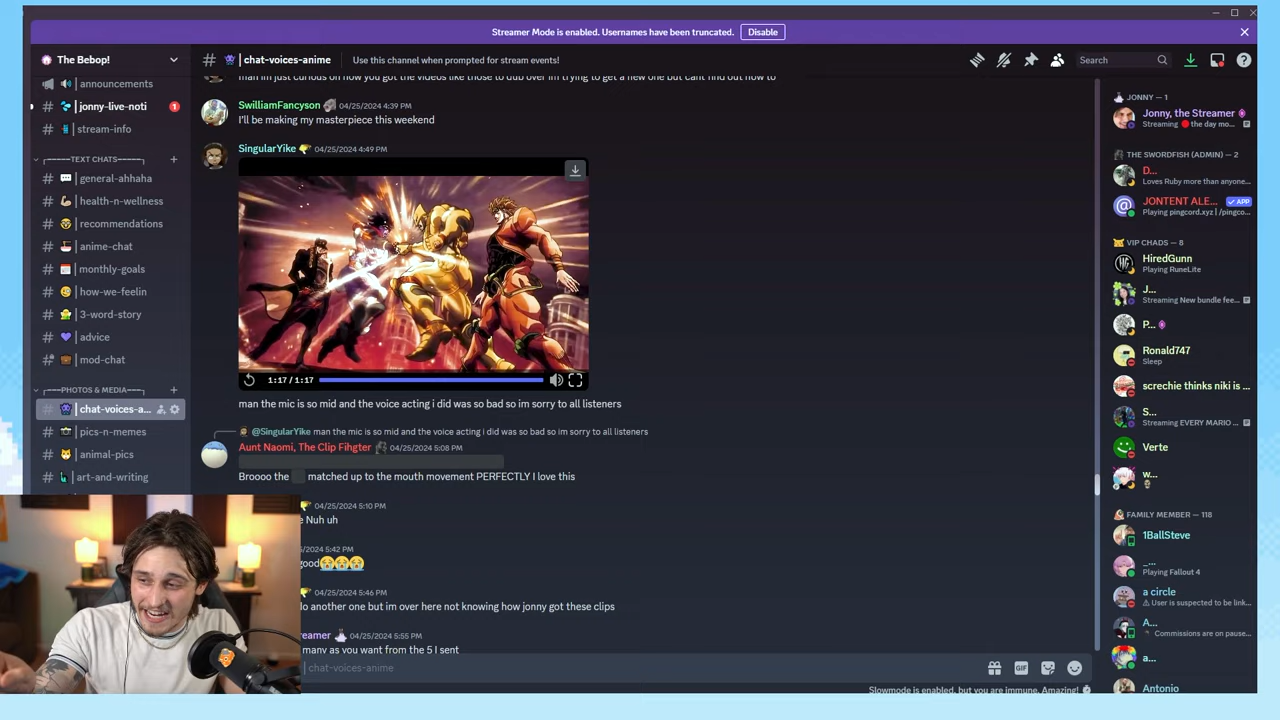 Streamer Mode is enabled. Usernames have been truncated.
Disable
The Bebop!
chat-voices-anime
Use this channel when prompted for stream events!
Search
announcements
jonny-live-noti
1
stream-info
TEXT CHATS
general-ahhaha
health-n-wellness
recommendations
anime-chat
monthly-goals
how-we-feelin
3-word-story
advice
mod-chat
PHOTOS & MEDIA
chat-voices-a...
pics-n-memes
animal-pics
art-and-writing
man im just curious on how you got the videos like those to dub over im trying to get a new one but cant find out how to
SwilliamFancyson 04/25/2024 4:39 PM
I'll be making my masterpiece this weekend
SingularYike 04/25/2024 4:49 PM
1:17 / 1:17
man the mic is so mid and the voice acting i did was so bad so im sorry to all listeners
@SingularYike man the mic is so mid and the voice acting i did was so bad so im sorry to all listeners
Aunt Naomi, The Clip Fihgter 04/25/2024 5:08 PM
Broooo the matched up to the mouth movement PERFECTLY I love this
04/25/2024 5:10 PM
Nuh uh
/25/2024 5:42 PM
good😭😭😭
04/25/2024 5:46 PM
another one but im over here not knowing how jonny got these clips
reamer 04/25/2024 5:55 PM
many as you want from the 5 I sent
chat-voices-anime
GIF
Slowmode is enabled, but you are immune. Amazing!
JONNY — 1
Jonny, the Streamer
Streaming 🔴 the day mo...
THE SWORDFISH (ADMIN) — 2
D...
Loves Ruby more than anyone...
JONTENT ALE... ✓ APP
Playing pingcord.xyz | /pingco...
VIP CHADS — 8
HiredGunn
Playing RuneLite
J...
Streaming New bundle fee...
P...
Ronald747
Sleep
screchie thinks niki is ...
S...
Streaming EVERY MARIO ...
Verte
w...
FAMILY MEMBER — 118
1BallSteve
_...
Playing Fallout 4
a circle
⚠ User is suspected to be link...
A...
Commissions are on pause...
a...
Antonio